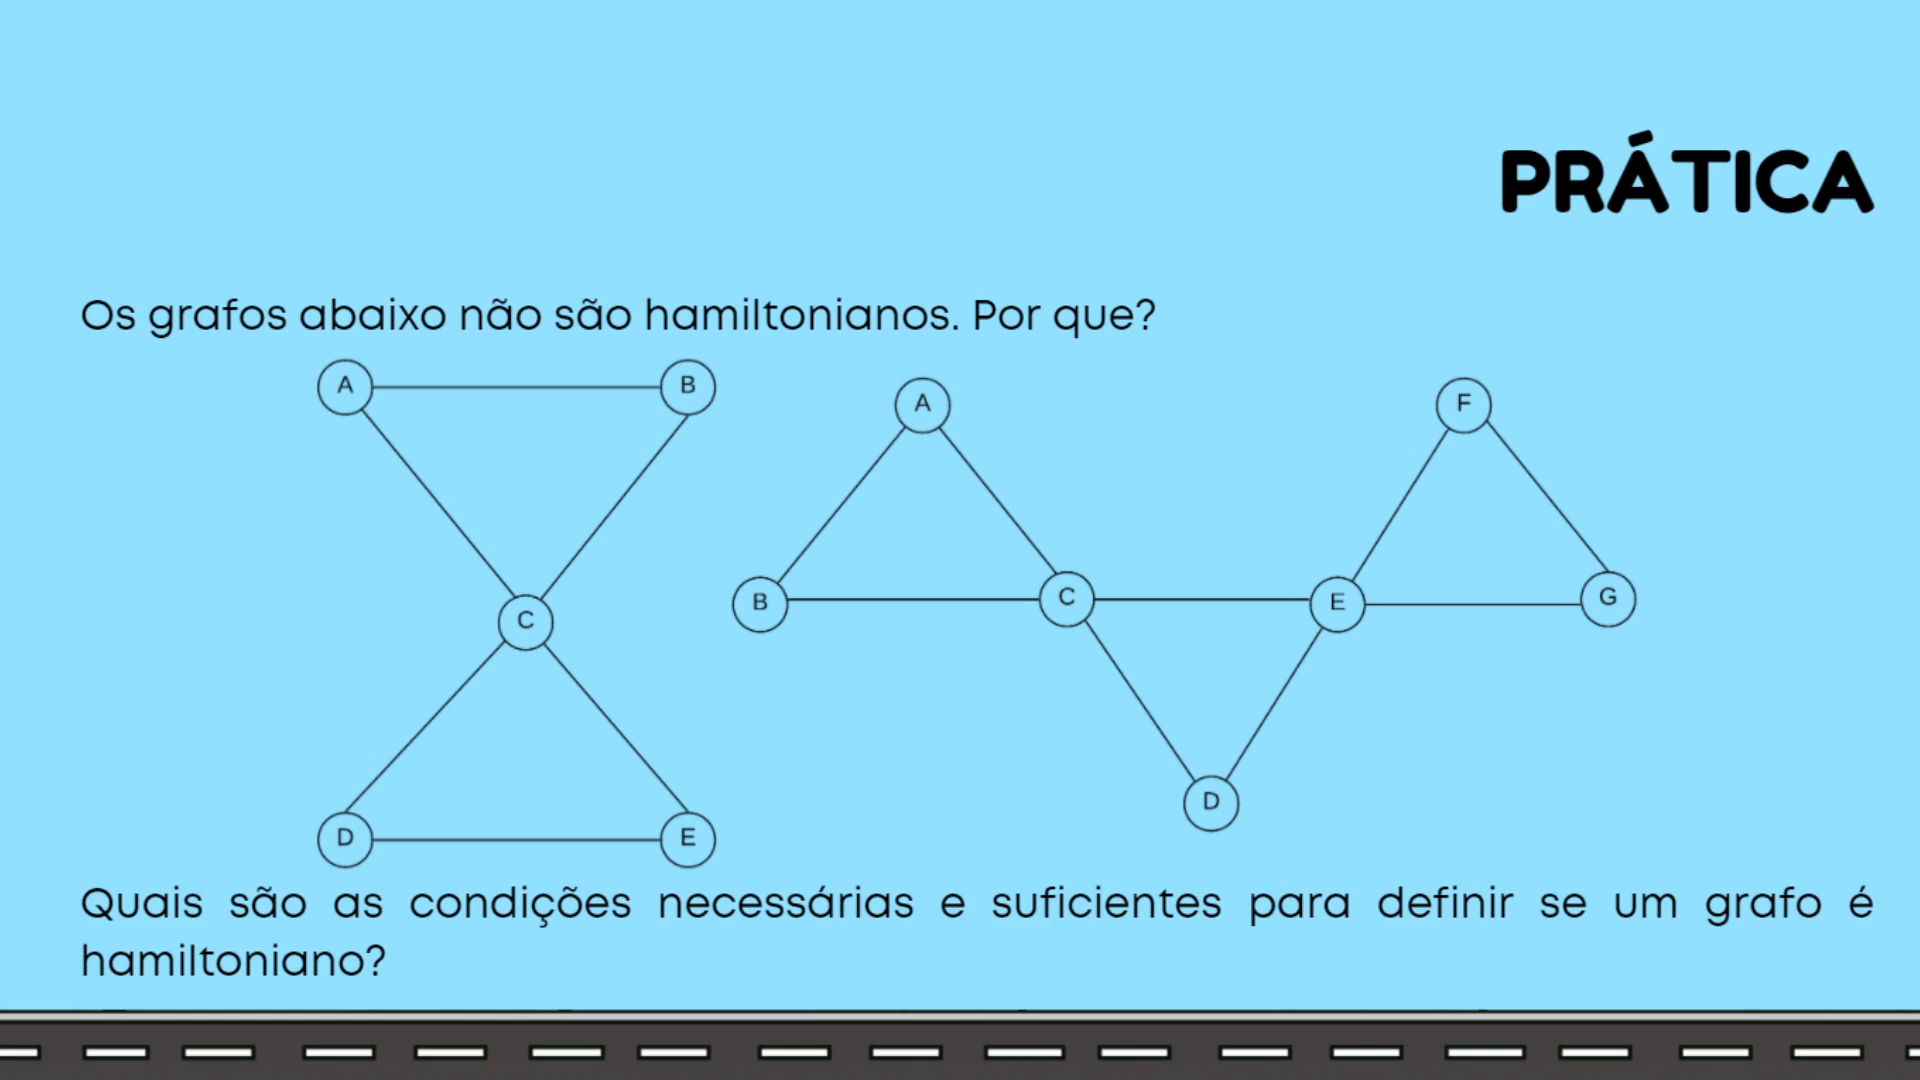 PRÁTICA
Os grafos abaixo não são hamiltonianos. Por que?
A
B
C
D
E
A
F
B
C
E
G
D
Quais são as condições necessárias e suficientes para definir se um grafo é
hamiltoniano?